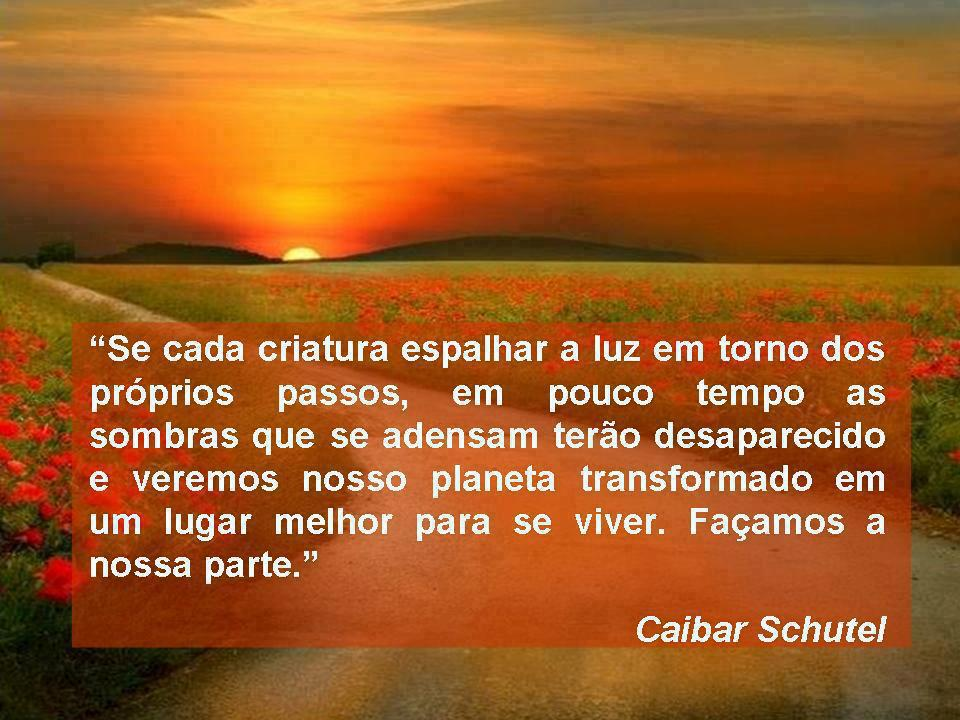 “Se cada criatura espalhar a luz em torno dos
próprios passos, em pouco tempo as
sombras que se adensam terão desaparecido
e veremos nosso planeta transformado em
um lugar melhor para se viver. Façamos a
nossa parte.”
Caibar Schutel